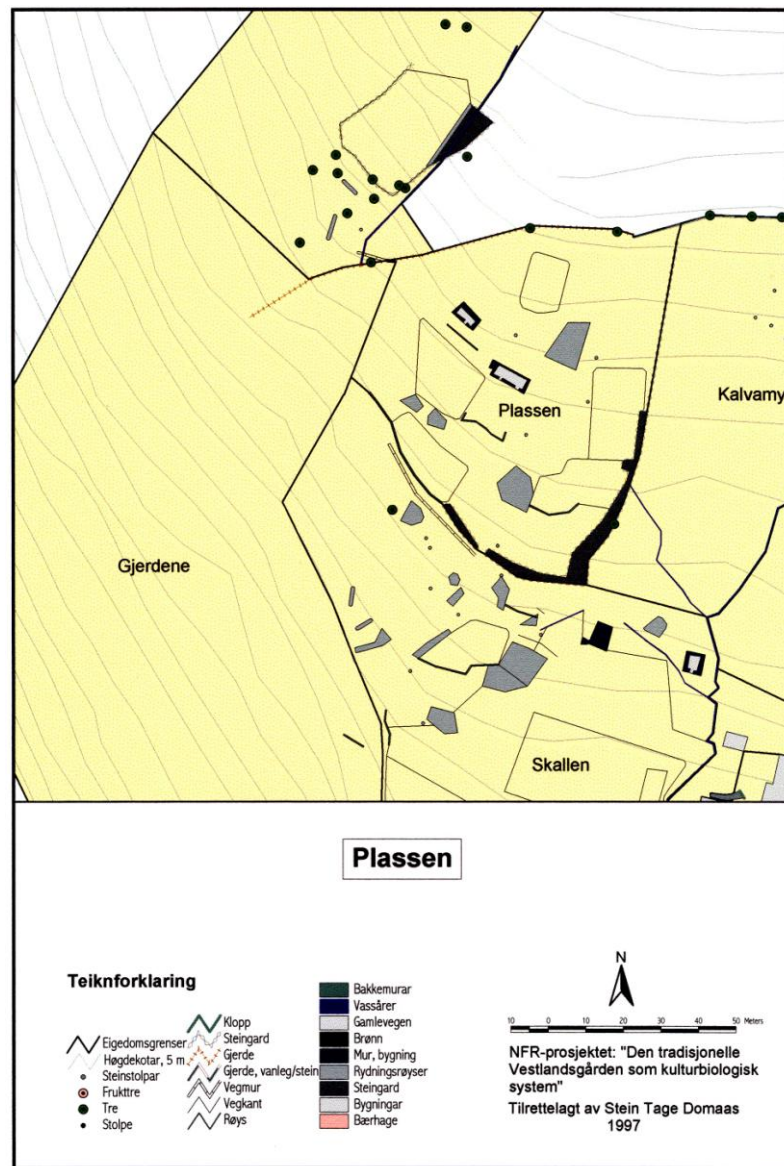 Plassen
Kalvamy
Gjerdene
Skallen
Plassen
Teiknforklaring
Eigedomsgrenser
Høgdekotar, 5 m
Steinstolpar
Frukttre
Tre
Stolpe
Klopp
Steingard
Gjerde
Gjerde, vanleg/stein
Vegmur
Vegkant
Røys
Bakkemurar
Vassårer
Gamlevegen
Brønn
Mur, bygning
Rydningsrøyser
Steingard
Bygningar
Bærhage
N
10 0 10 20 30 40 50 Meters
NFR-prosjektet: "Den tradisjonelle
Vestlandsgården som kulturbiologisk
system"
Tilrettelagt av Stein Tage Domaas
1997